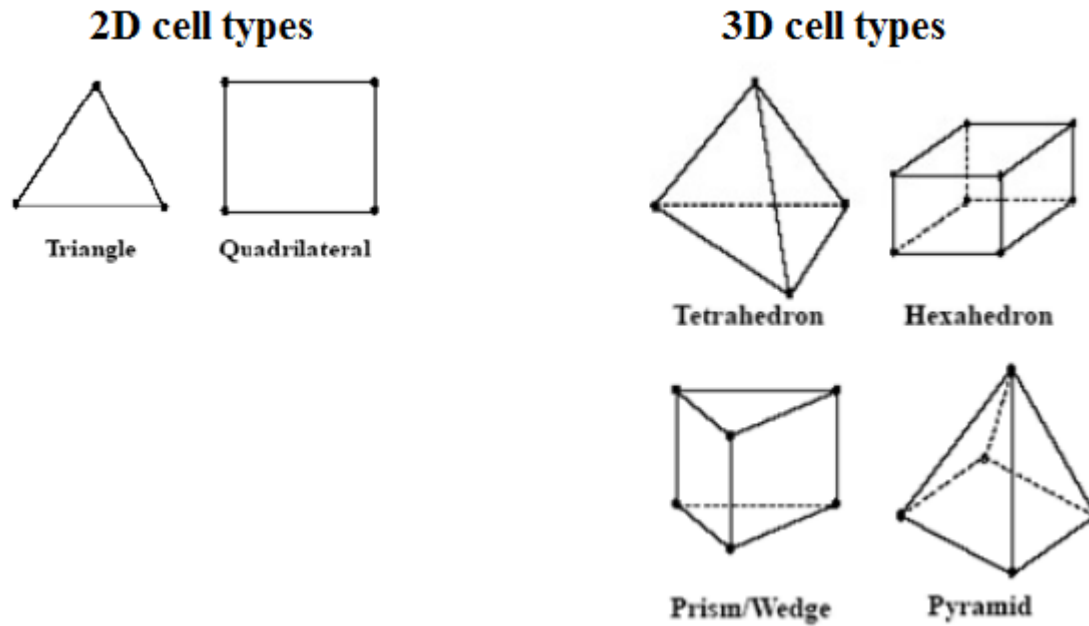 2D cell types
3D cell types
Triangle
Quadrilateral
Tetrahedron
Hexahedron
Prism/Wedge
Pyramid